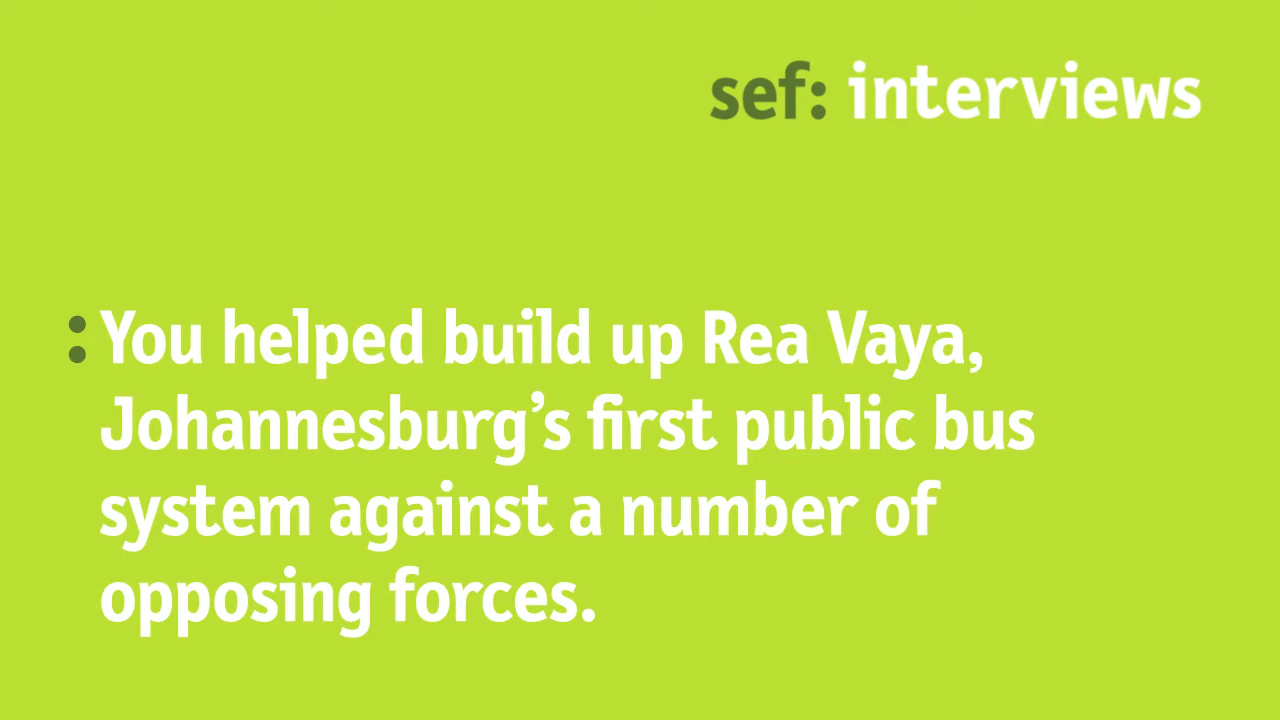 sef: interviews
: You helped build up Rea Vaya,
Johannesburg’s first public bus
system against a number of
opposing forces.